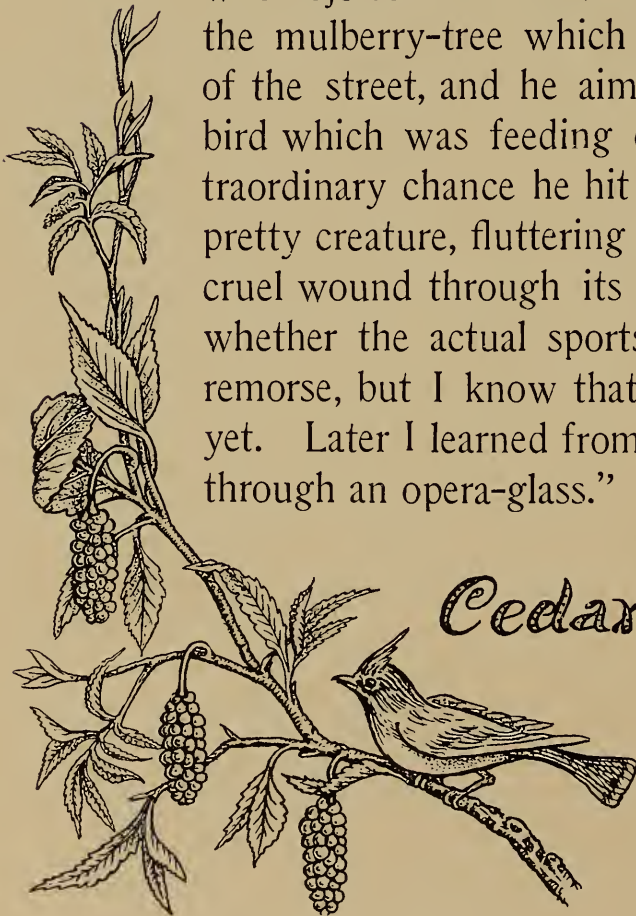 the mulberry-tree which
of the street, and he aim
bird which was feeding
traordinary chance he hit
pretty creature, fluttering
cruel wound through its
whether the actual sports
remorse, but I know that
yet. Later I learned from
through an opera-glass.”
Cedar